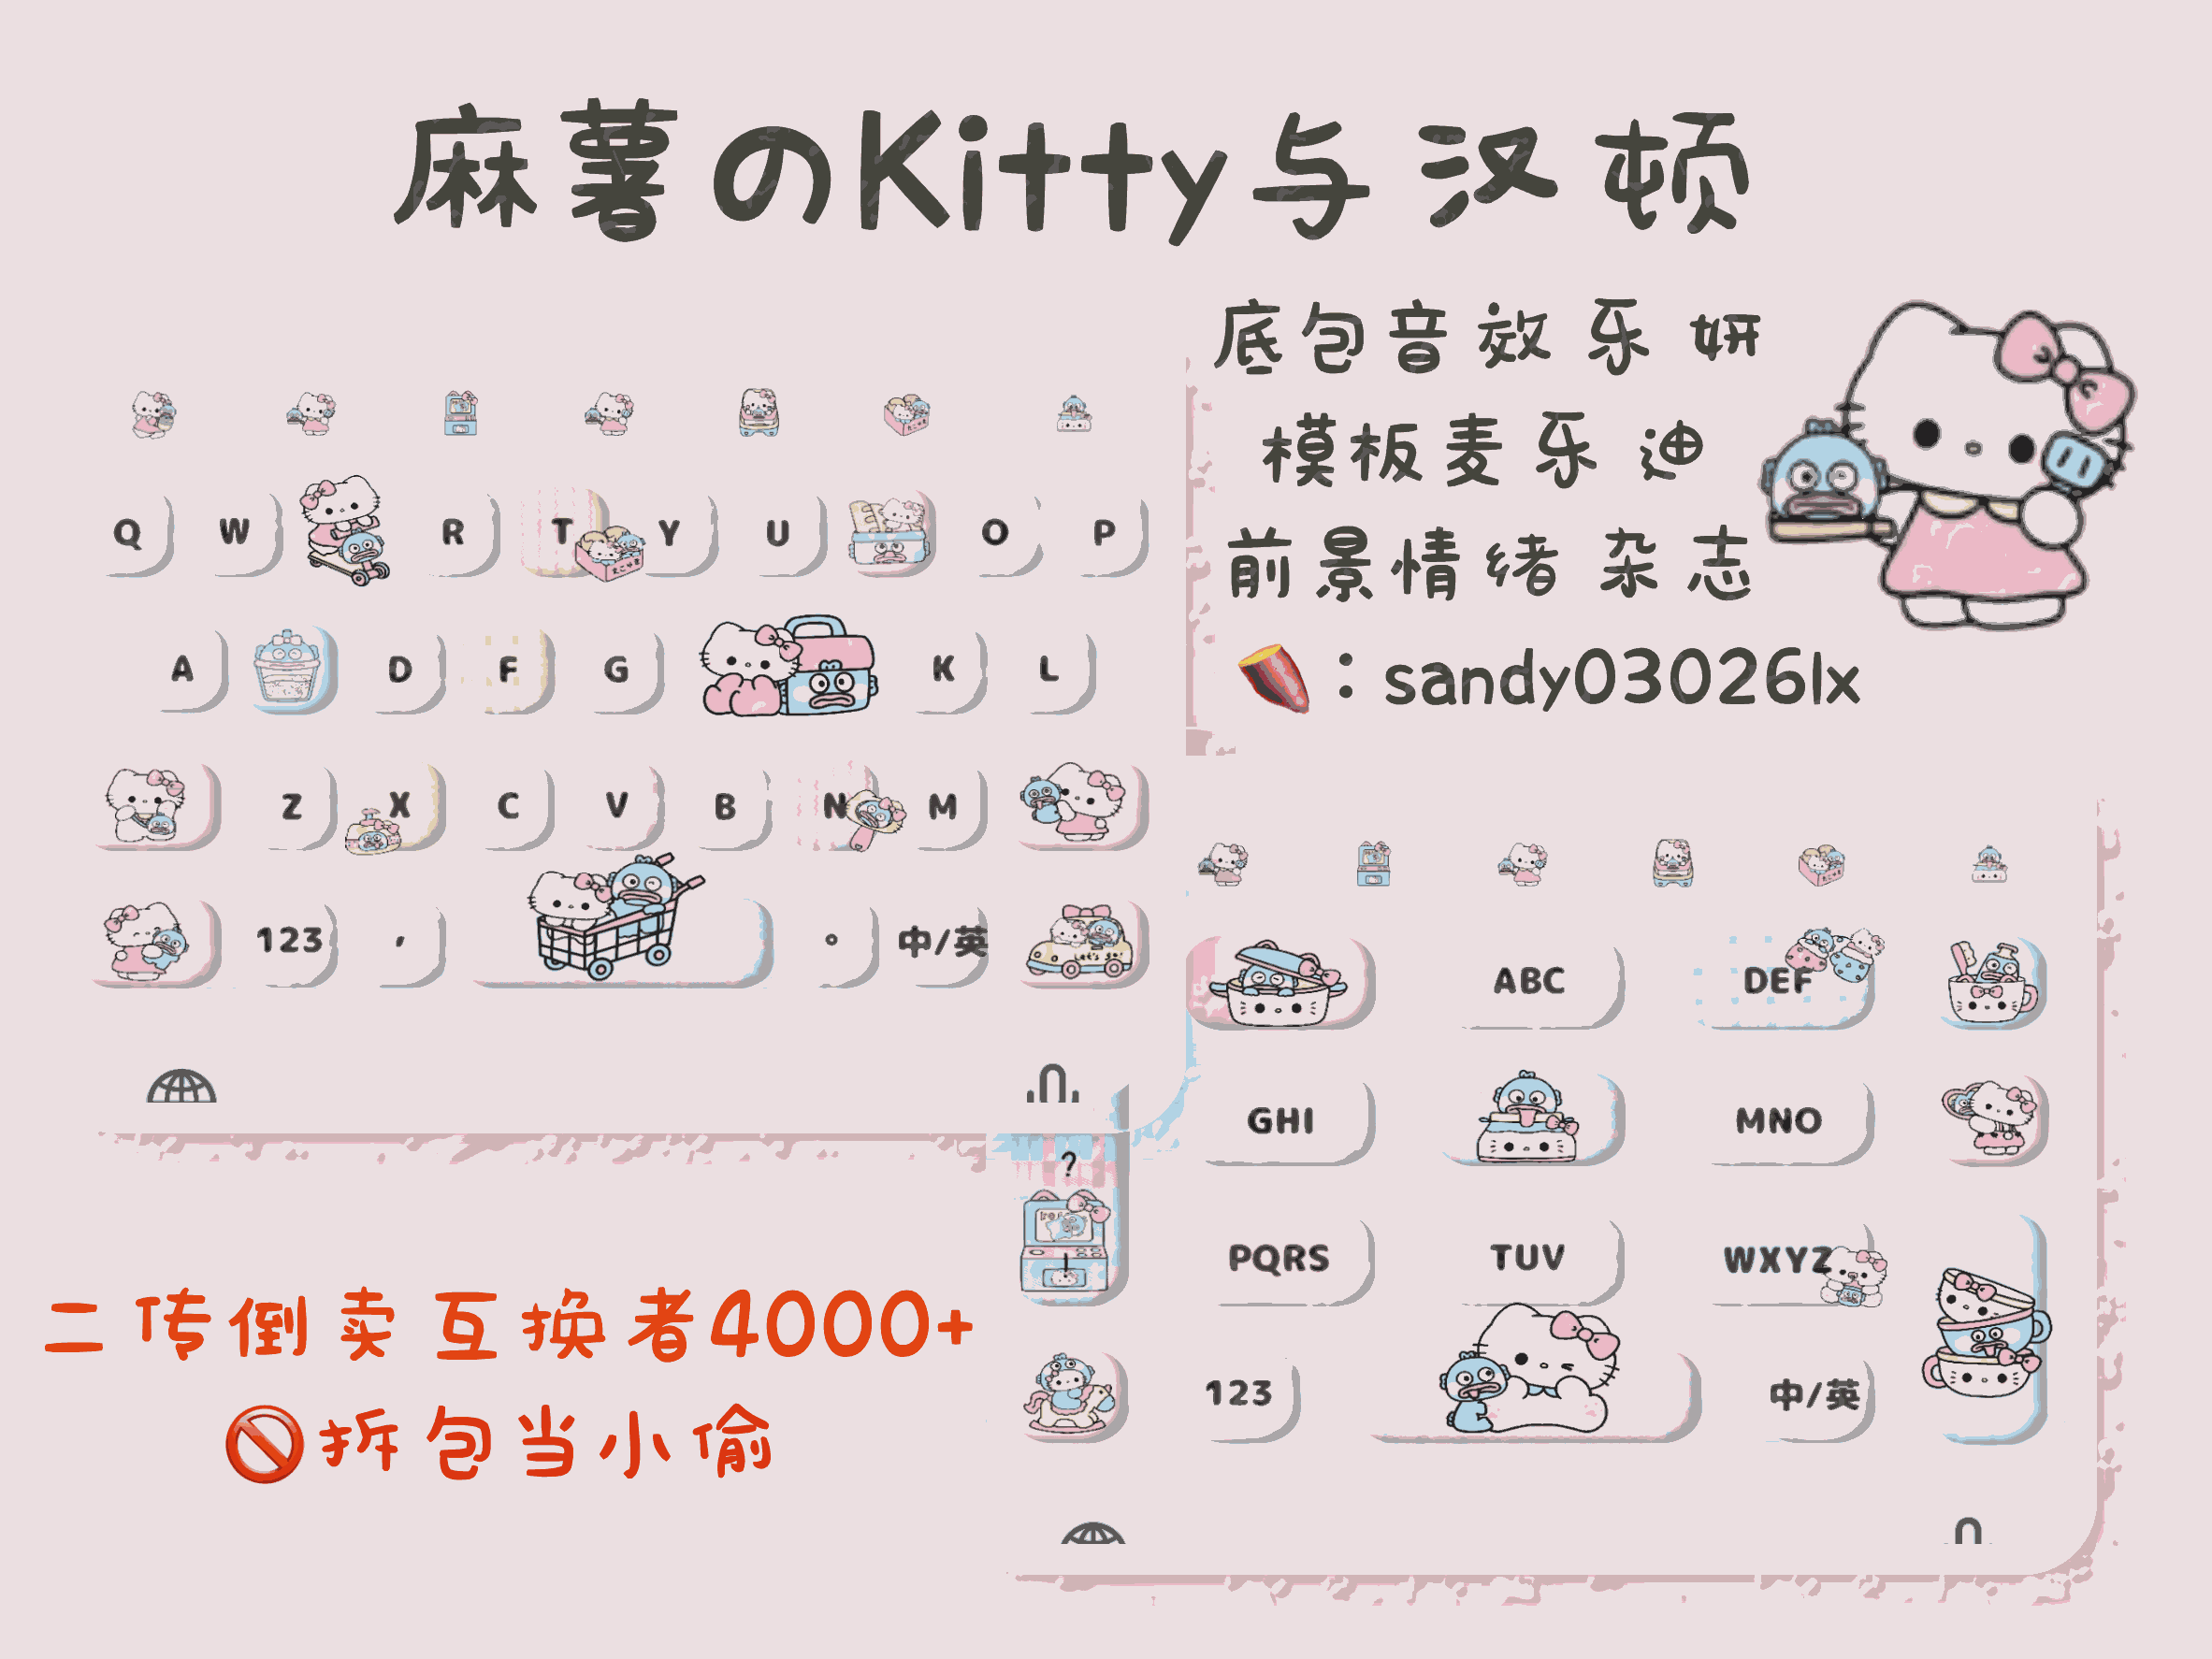 麻薯のKitty与汉顿
底包音效乐妍
模板麦乐迪
前景情绪杂志
🍠：sandy03026lx
Q W R T Y U O P
A D F G K L
Z X C V B N M
123 ， 。 中/英
ABC DEF
GHI MNO
PQRS TUV WXYZ
123 中/英
?
!
Let's go!
二传倒卖互换者4000+
🚫拆包当小偷